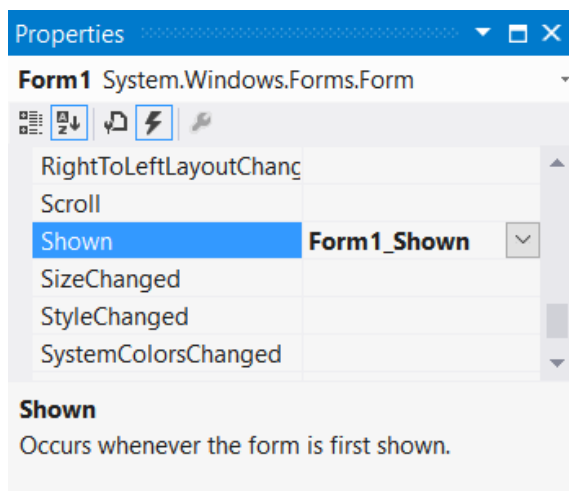 Properties
Form1 System.Windows.Forms.Form
RightToLeftLayoutChang
Scroll
Shown Form1_Shown
SizeChanged
StyleChanged
SystemColorsChanged
Shown
Occurs whenever the form is first shown.